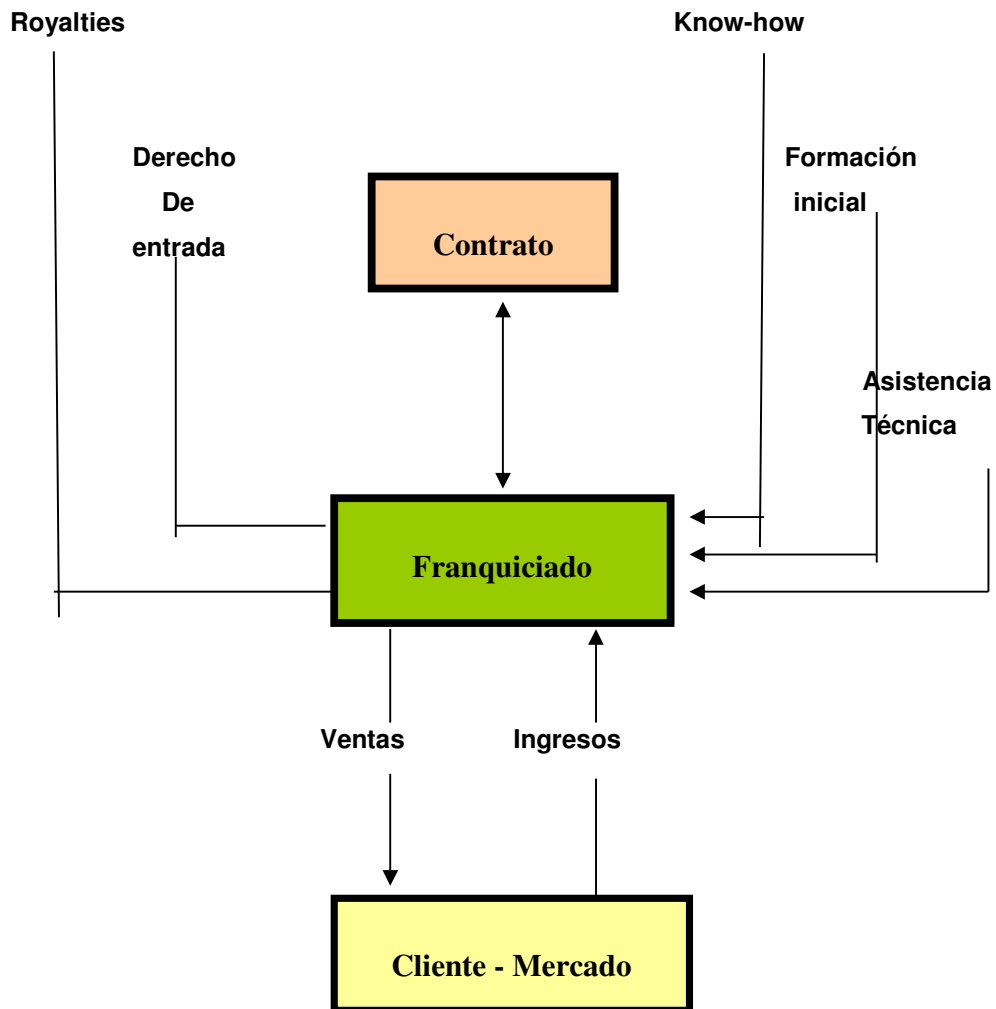 Royalties
Know-how
Derecho
De
entrada
Formación
inicial
Contrato
Asistencia
Técnica
Franquiciado
Ventas
Ingresos
Cliente - Mercado